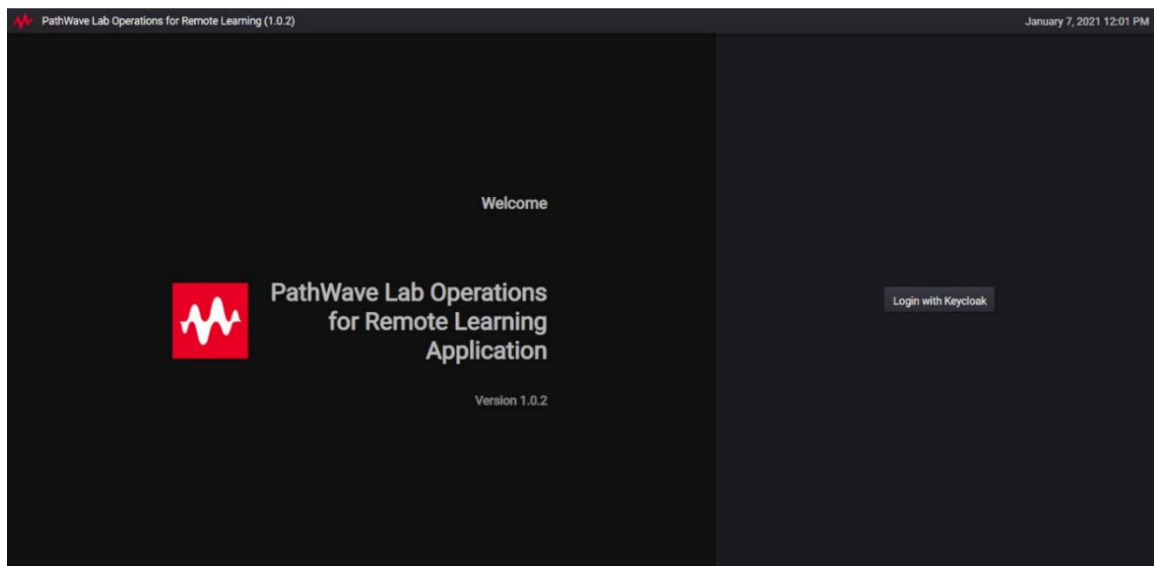 PathWave Lab Operations for Remote Learning (1.0.2)
January 7, 2021 12:01 PM
Welcome
PathWave Lab Operations
for Remote Learning
Application
Version 1.0.2
Login with Keycloak